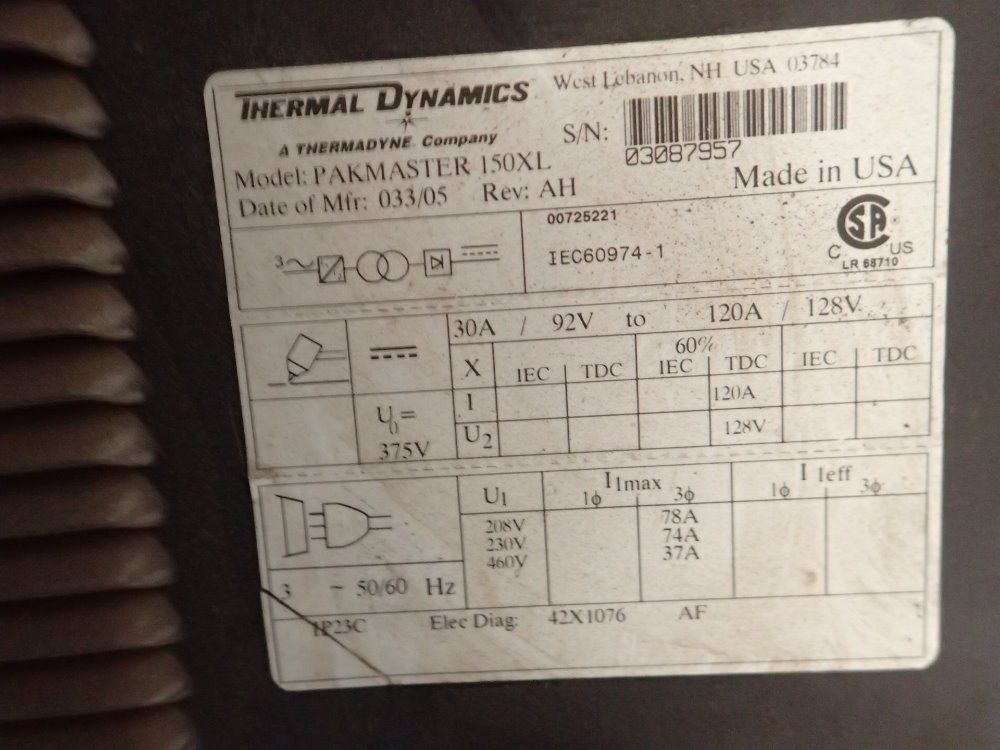 THERMAL DYNAMICS
West Lebanon, NH USA 03784
A THERMADYNE Company
S/N:
03087957
Model: PAKMASTER 150XL
Made in USA
Date of Mfr: 033/05 Rev: AH
00725221
IEC60974-1
CSA
C US
LR 68710
3~
30A / 92V to 120A / 128V
X 60%
IEC TDC IEC TDC IEC TDC
I 120A
U2 128V
U0=
375V
U1 I1max I1eff
1ϕ 3ϕ 1ϕ 3ϕ
208V 78A
230V 74A
460V 37A
3 ~ 50/60 Hz
IP23C Elec Diag: 42X1076 AF